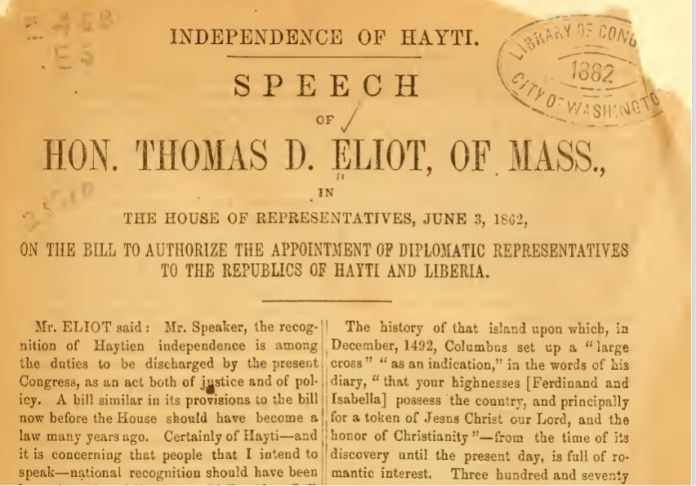 INDEPENDENCE OF HAYTI.
SPEECH
OF
HON. THOMAS D. ELIOT, OF MASS.,
IN
THE HOUSE OF REPRESENTATIVES, JUNE 3, 1862,
ON THE BILL TO AUTHORIZE THE APPOINTMENT OF DIPLOMATIC REPRESENTATIVES
TO THE REPUBLICS OF HAYTI AND LIBERIA.
LIBRARY OF CONG
1882
CITY OF WASHINGTO
Mr. ELIOT said: Mr. Speaker, the recog-
nition of Haytien independence is among
the duties to be discharged by the present
Congress, as an act both of justice and of pol-
icy. A bill similar in its provisions to the bill
now before the House should have become a
law many years ago. Certainly of Hayti—and
it is concerning that people that I intend to
speak—national recognition should have been
The history of that island upon which, in
December, 1492, Columbus set up a “large
cross” “as an indication,” in the words of his
diary, “that your highnesses [Ferdinand and
Isabella] possess the country, and principally
for a token of Jesus Christ our Lord, and the
honor of Christianity”—from the time of its
discovery until the present day, is full of ro-
mantic interest. Three hundred and seventy